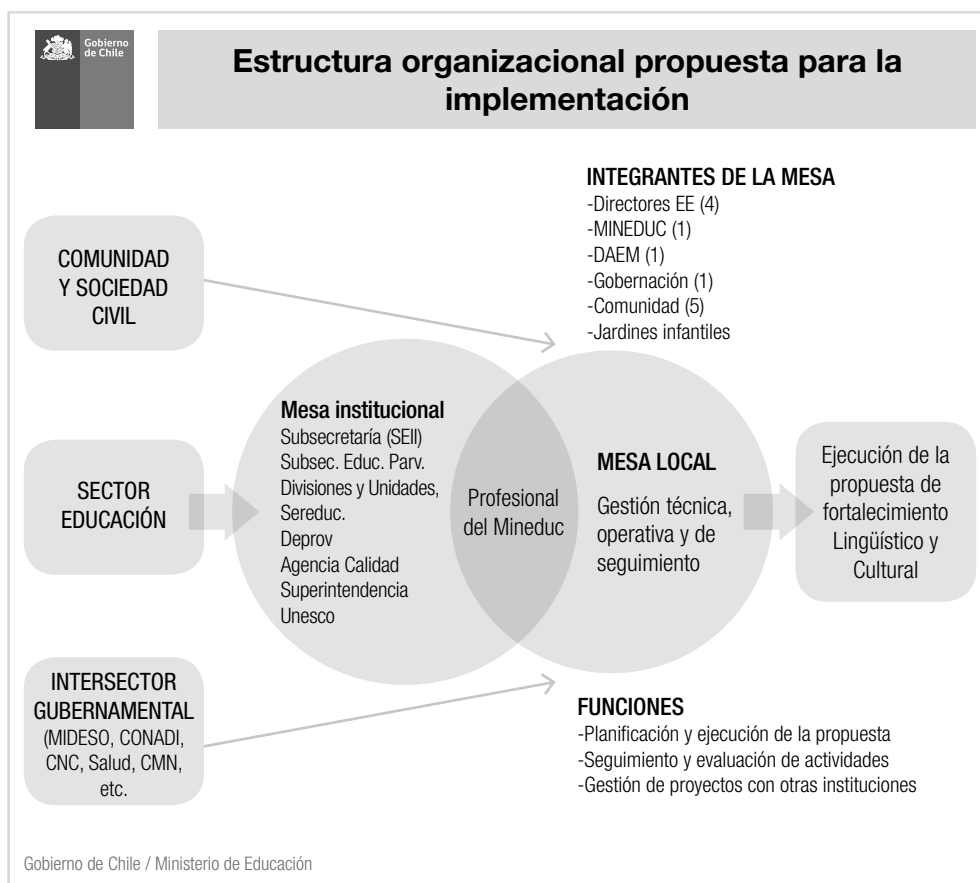 Gobierno
de Chile
Estructura organizacional propuesta para la
implementación
INTEGRANTES DE LA MESA
-Directores EE (4)
-MINEDUC (1)
-DAEM (1)
-Gobernación (1)
-Comunidad (5)
-Jardines infantiles
COMUNIDAD
Y SOCIEDAD
CIVIL
SECTOR
EDUCACIÓN
Mesa institucional
Subsecretaría (SEII)
Subsec. Educ. Parv.
Divisiones y Unidades,
Sereduc.
Deprov
Agencia Calidad
Superintendencia
Unesco
Profesional
del Mineduc
MESA LOCAL
Gestión técnica,
operativa y de
seguimiento
Ejecución de la
propuesta de
fortalecimiento
Lingüístico y
Cultural
INTERSECTOR
GUBERNAMENTAL
(MIDESO, CONADI,
CNC, Salud, CMN,
etc.
FUNCIONES
-Planificación y ejecución de la propuesta
-Seguimiento y evaluación de actividades
-Gestión de proyectos con otras instituciones
Gobierno de Chile / Ministerio de Educación